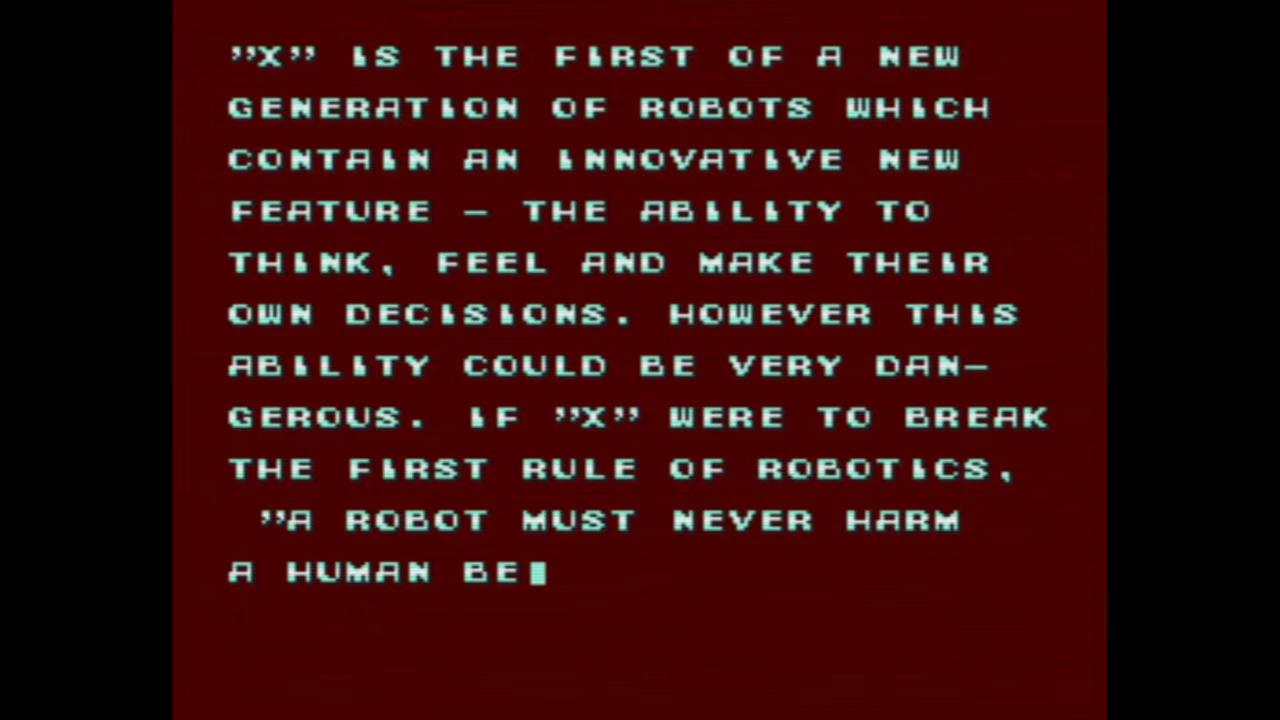 "X" IS THE FIRST OF A NEW
GENERATION OF ROBOTS WHICH
CONTAIN AN INNOVATIVE NEW
FEATURE - THE ABILITY TO
THINK, FEEL AND MAKE THEIR
OWN DECISIONS. HOWEVER THIS
ABILITY COULD BE VERY DAN-
GEROUS. IF "X" WERE TO BREAK
THE FIRST RULE OF ROBOTICS,
"A ROBOT MUST NEVER HARM
A HUMAN BE